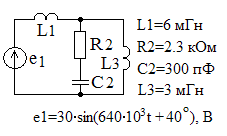 L1
L1=6 мГн
R2
R2=2.3 кОм
e1
L3
C2=300 пФ
C2
L3=3 мГн
e1=30·sin(640·10³t+40°), В